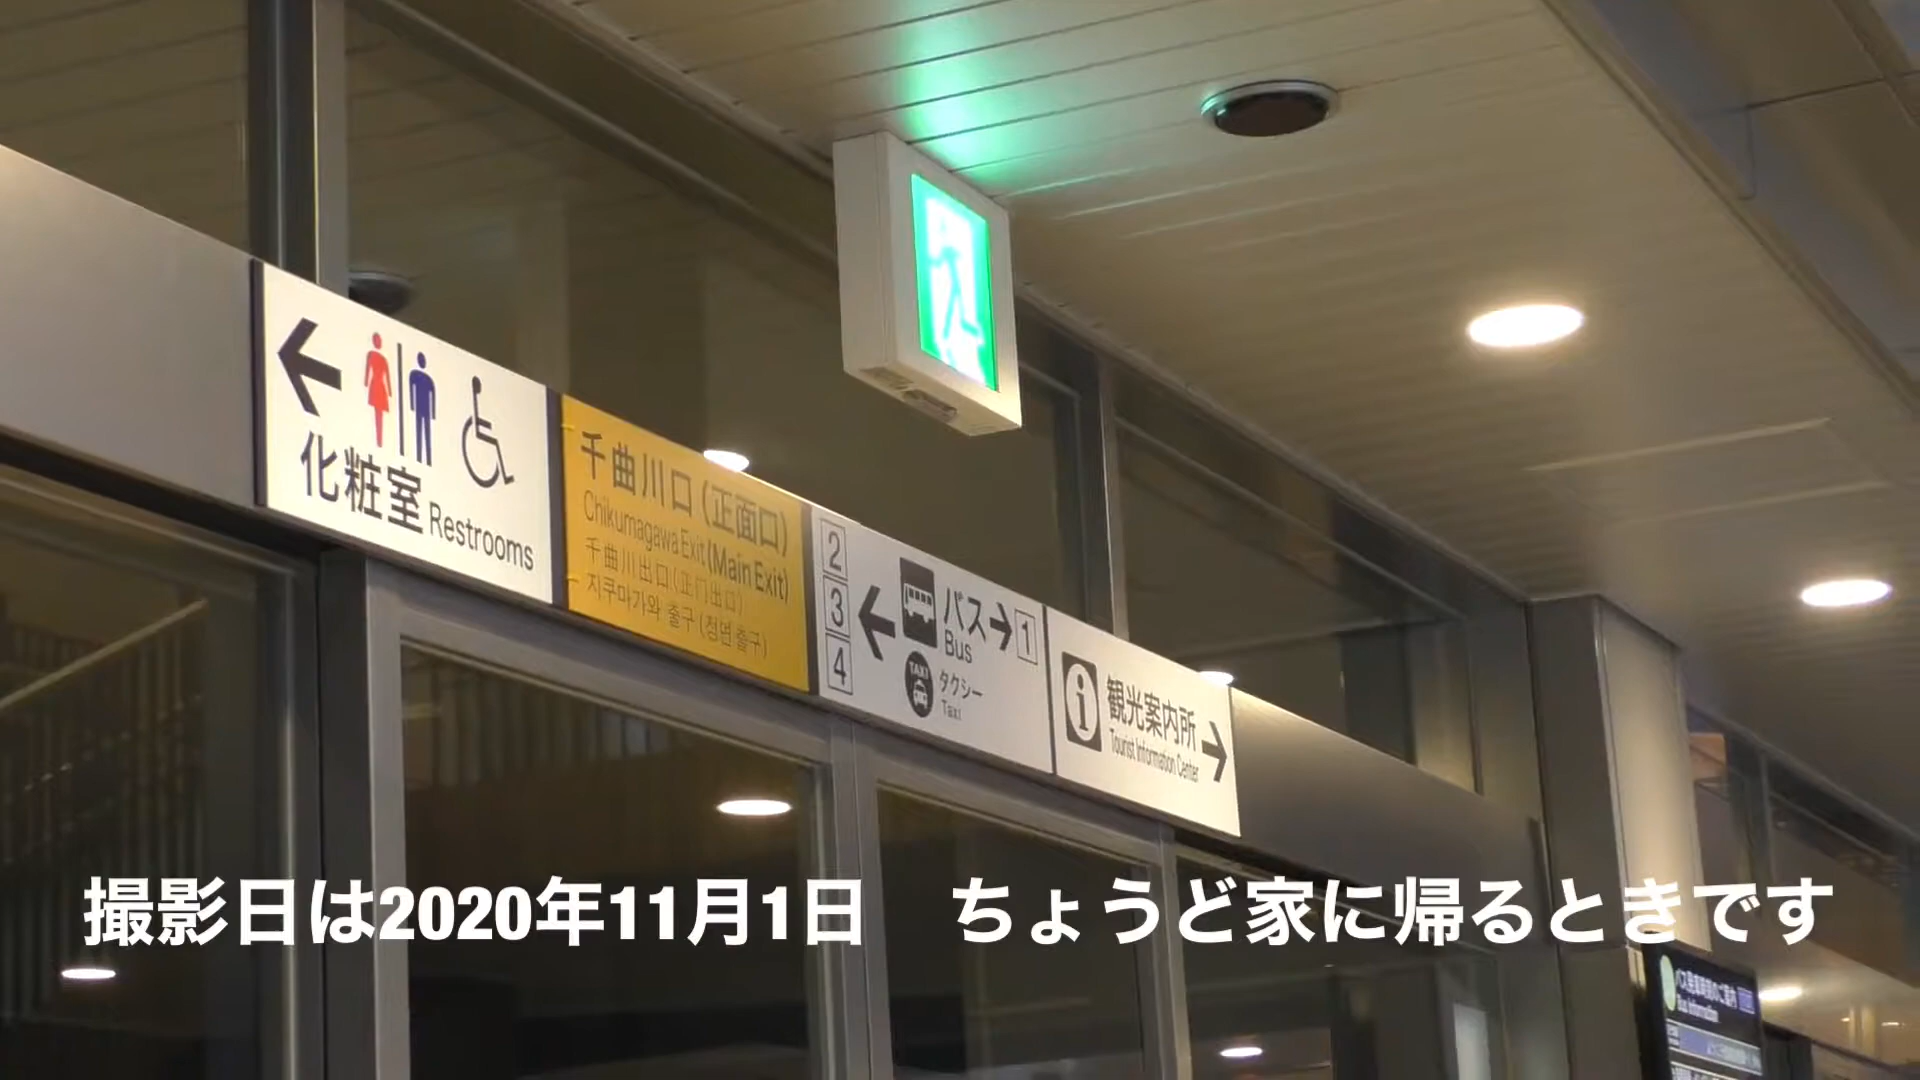 化粧室 Restrooms
千曲川口(正面口)
Chikumagawa Exit(Main Exit)
千曲川出口(正门出口)
지쿠마가와 출구(정면 출구)
2
3
4
バス
Bus
1
TAXI
タクシー
Taxi
i
観光案内所
Tourist Information Center
撮影日は2020年11月1日 ちょうど家に帰るときです
Bus Information